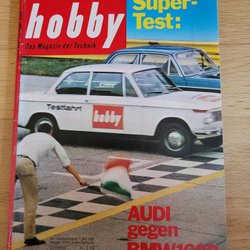 Super-
Test:
hobby
Das Magazin der Technik
Testfahrt
hobby
AUDI
gegen